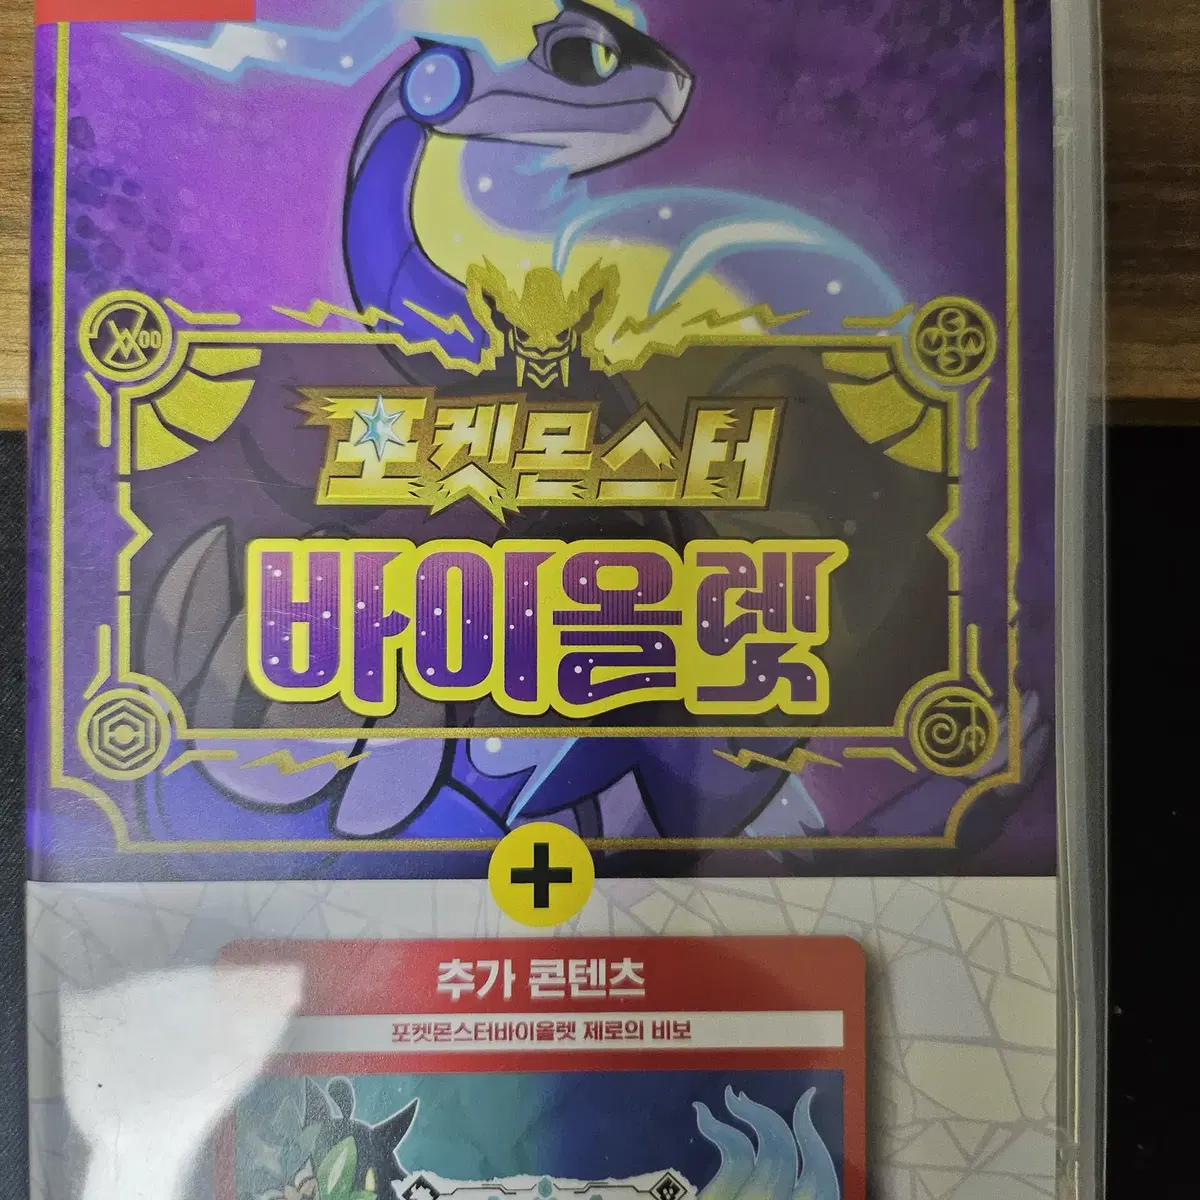 포켓몬스터
바이올렛
+
추가 콘텐츠
포켓몬스터바이올렛 제로의 비보